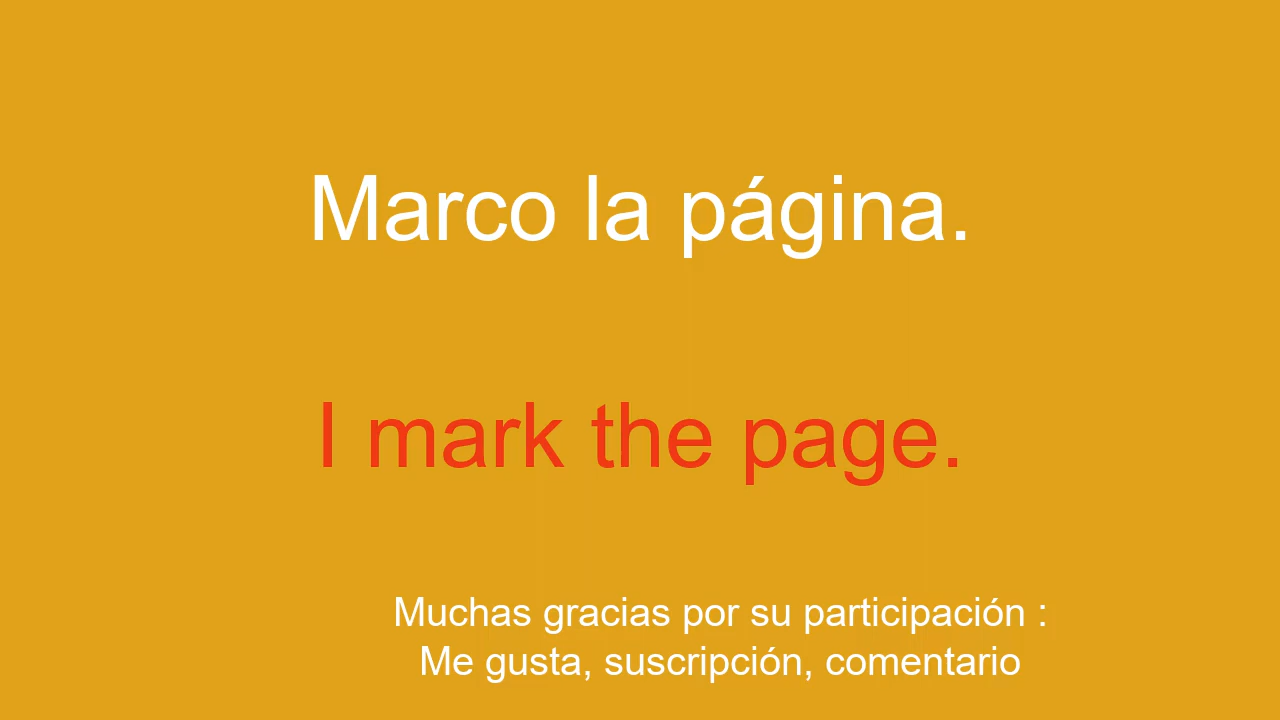 Marco la página.
I mark the page.
Muchas gracias por su participación :
Me gusta, suscripción, comentario